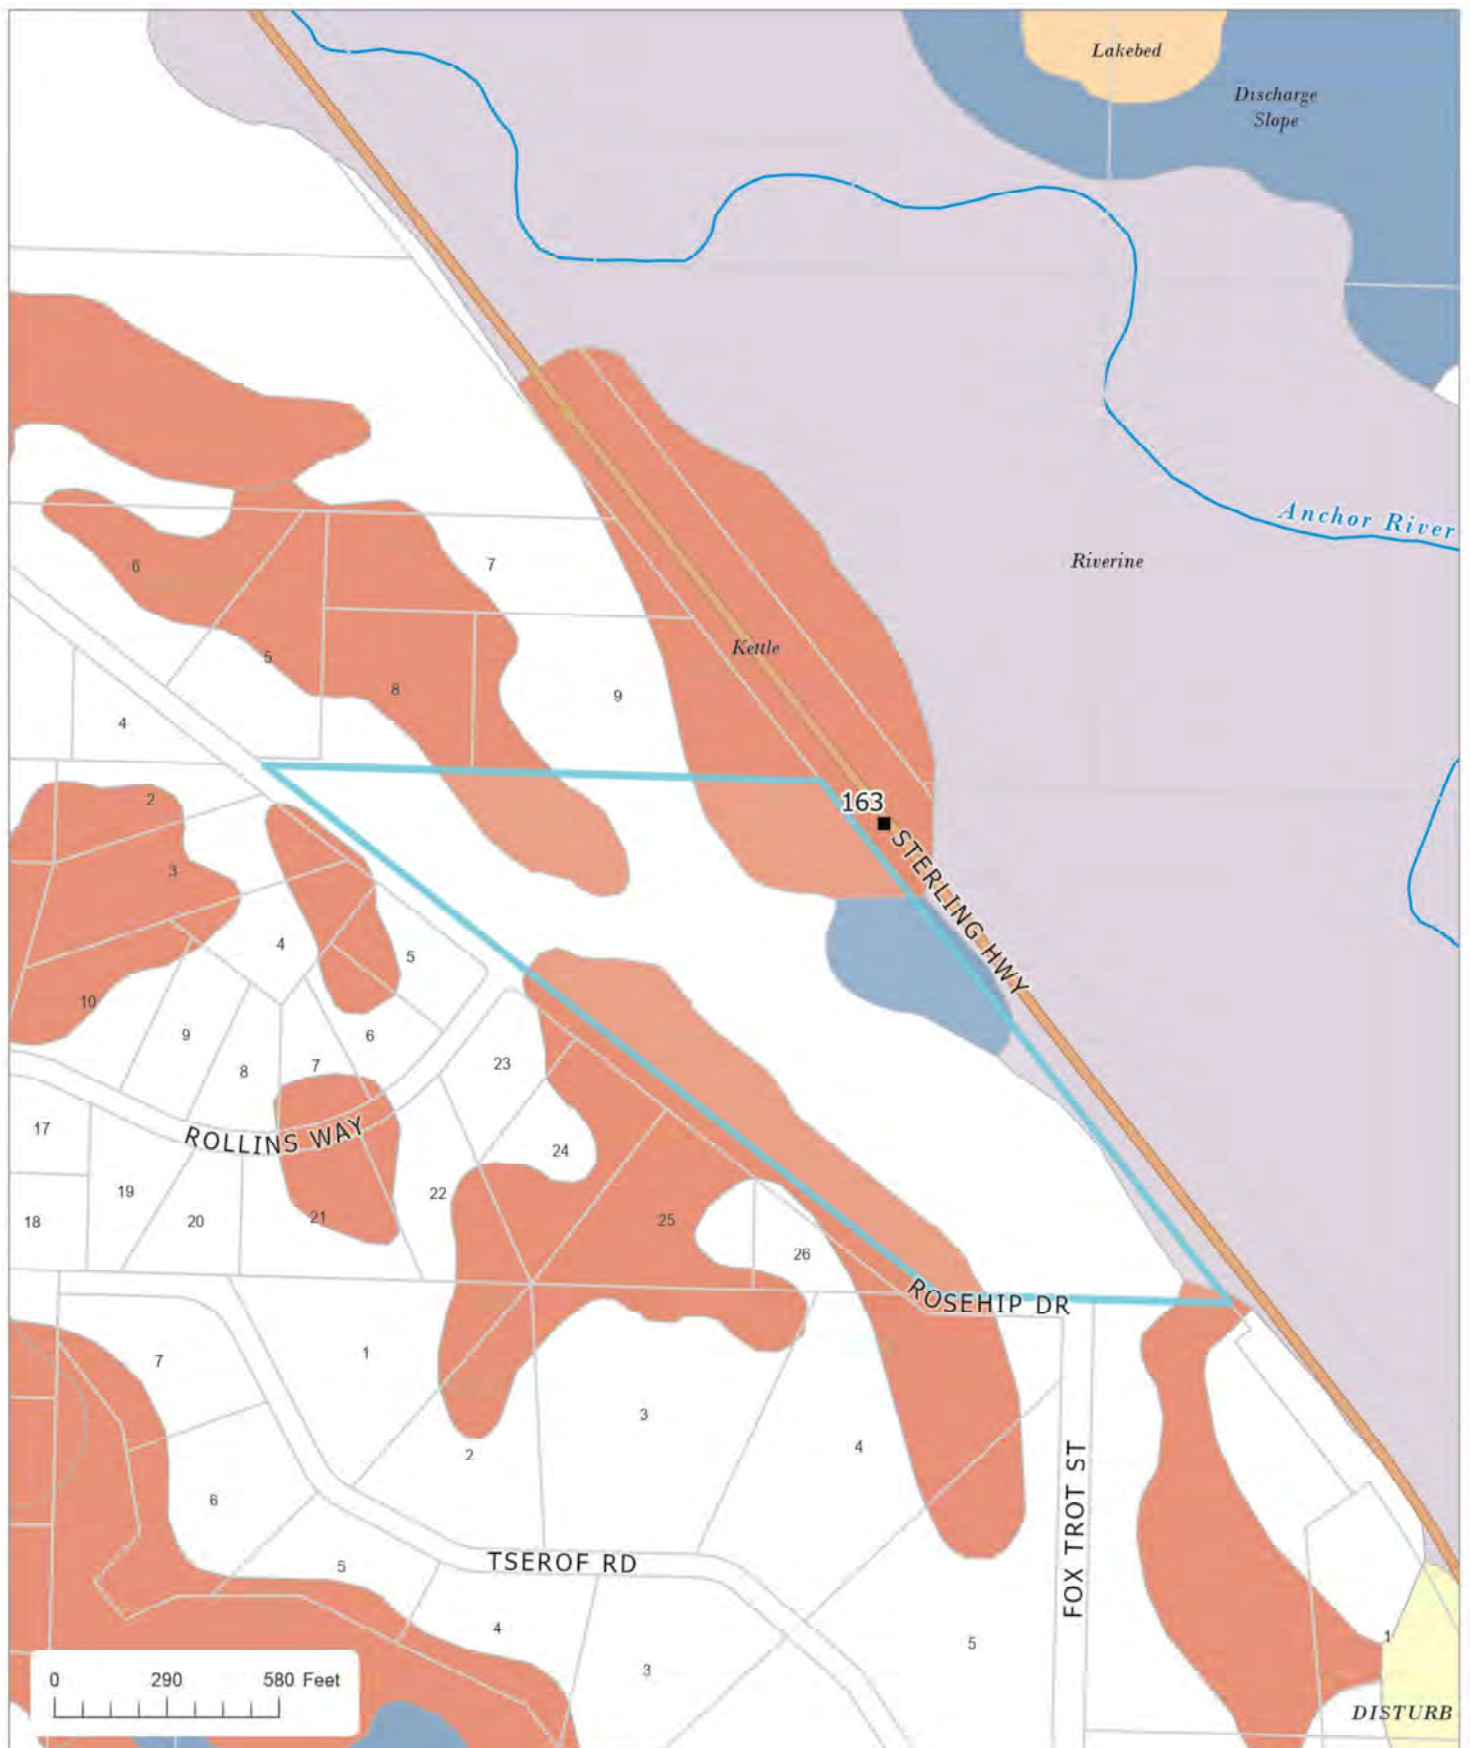 Lakebed
Discharge
Slope
Anchor River
Riverine
6
7
5
Kettle
8
9
4
2
163
STERLING HWY
3
4
5
10
9
6
8
7
23
17
ROLLINS WAY
24
19
22
18
20
21
25
26
ROSEHIP DR
7
1
3
2
4
6
FOX TROT ST
5
TSEROF RD
4
3
5
1
0 290 580 Feet
DISTURB